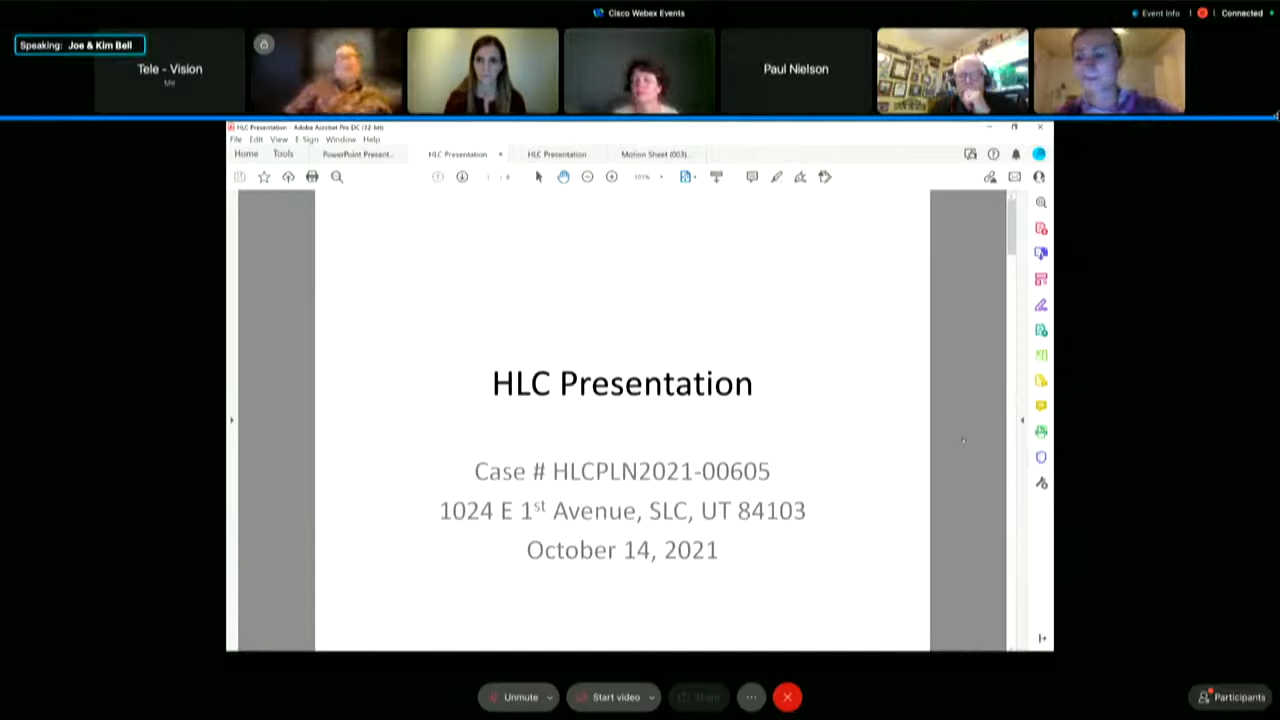 Cisco Webex Events
Event Info
Connected
Speaking: Joe & Kim Bell
Tele - Vision
Me
Paul Nielson
HLC Presentation - Adobe Acrobat Pro DC (32-bit)
File Edit View E-Sign Window Help
Home Tools PowerPoint Present... HLC Presentation HLC Presentation Motion Sheet (003)...
1 / 8 101%
HLC Presentation
Case # HLCPLN2021-00605
1024 E 1st Avenue, SLC, UT 84103
October 14, 2021
Unmute Start video Share Participants